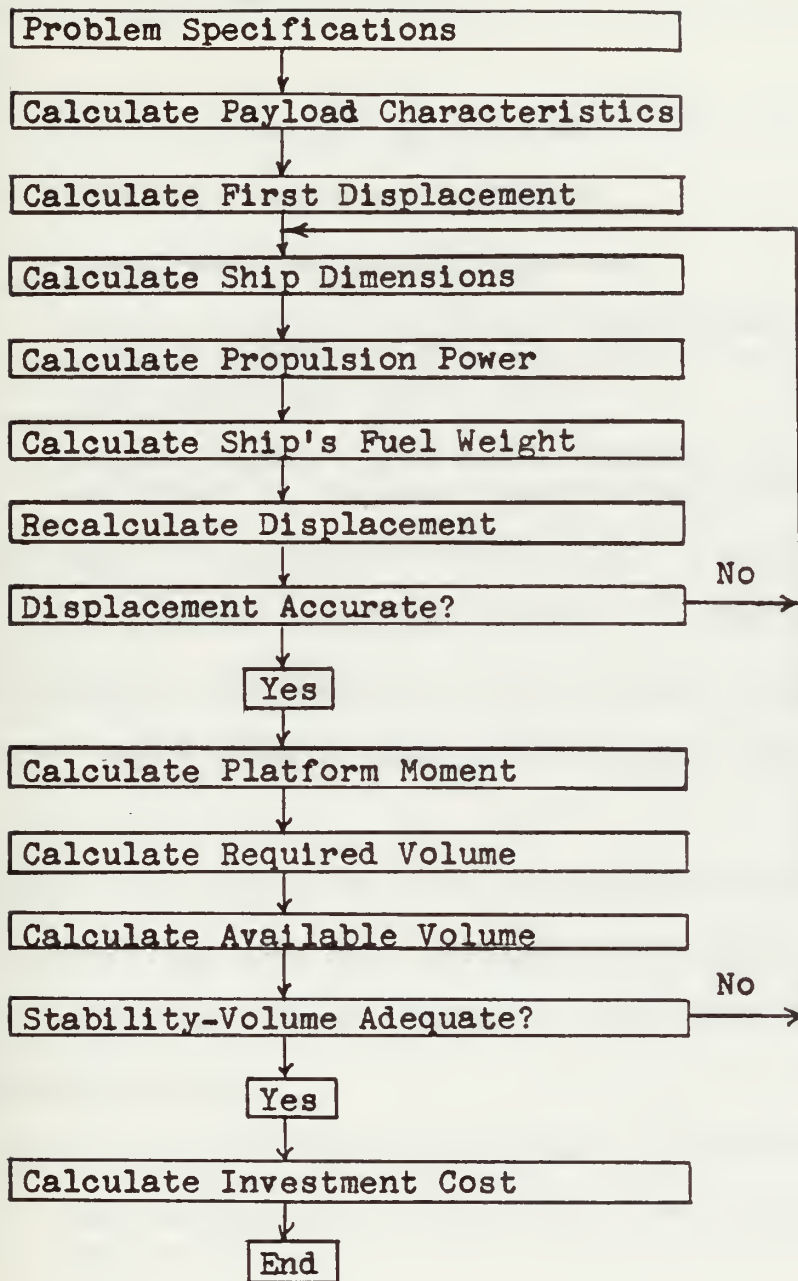 Problem Specifications
Calculate Payload Characteristics
Calculate First Displacement
Calculate Ship Dimensions
Calculate Propulsion Power
Calculate Ship's Fuel Weight
Recalculate Displacement
No
Displacement Accurate?
Yes
Calculate Platform Moment
Calculate Required Volume
Calculate Available Volume
No
Stability-Volume Adequate?
Yes
Calculate Investment Cost
End